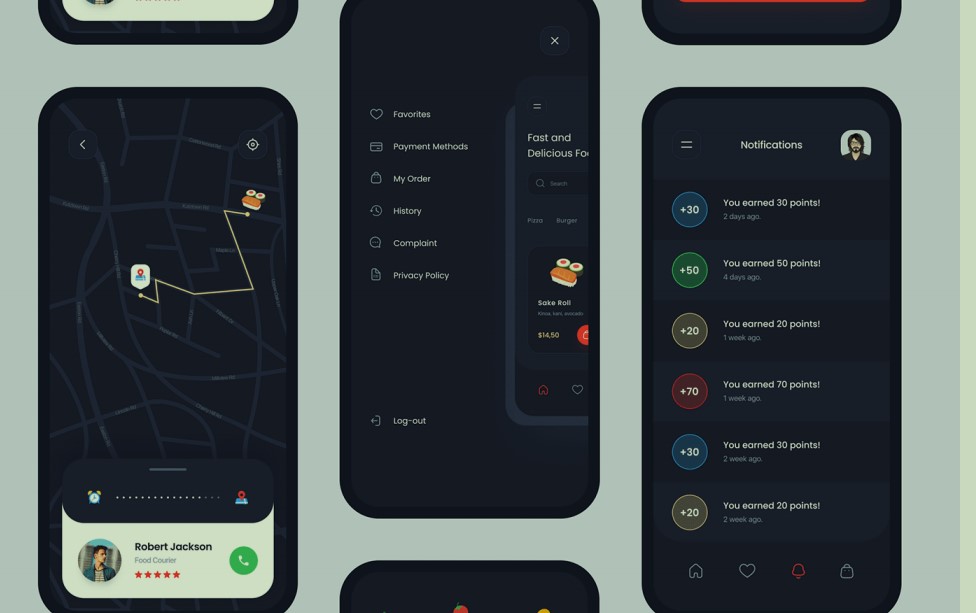 Robert Jackson
Food Courier
Favorites
Payment Methods
My Order
History
Complaint
Privacy Policy
Log-out
Fast and
Delicious Foo
Search
Pizza Burger
Sake Roll
Kinoa, kani, avocado
$14,50
Notifications
+30
You earned 30 points!
2 days ago.
+50
You earned 50 points!
4 days ago.
+20
You earned 20 points!
1 week ago.
+70
You earned 70 points!
1 week ago.
+30
You earned 30 points!
2 week ago.
+20
You earned 20 points!
2 week ago.